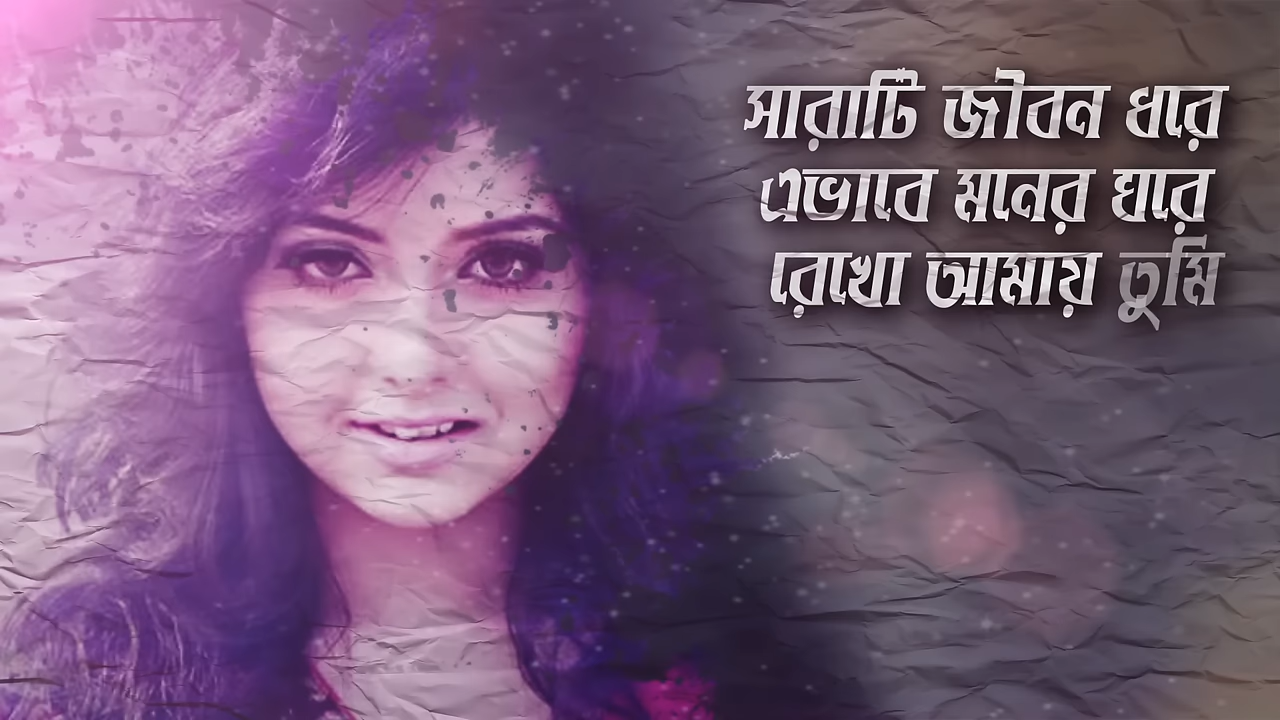 সারাটি জীবন ধরে
এভাবে মনের ঘরে
রেখো আমায় তুমি